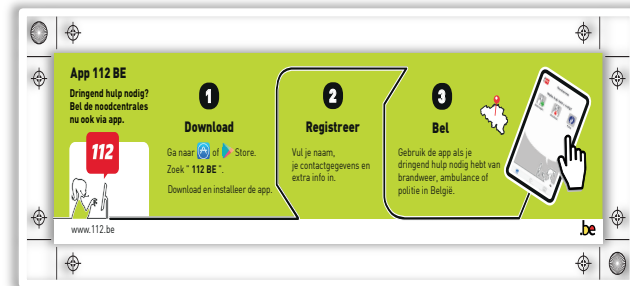 App 112 BE
Dringend hulp nodig?
Bel de noodcentrales
nu ook via app.
112
1
Download
Ga naar of Store.
Zoek " 112 BE ".
Download en installeer de app.
2
Registreer
Vul je naam,
je contactgegevens en
extra info in.
3
Bel
Gebruik de app als je
dringend hulp nodig hebt van
brandweer, ambulance of
politie in België.
www.112.be
.be